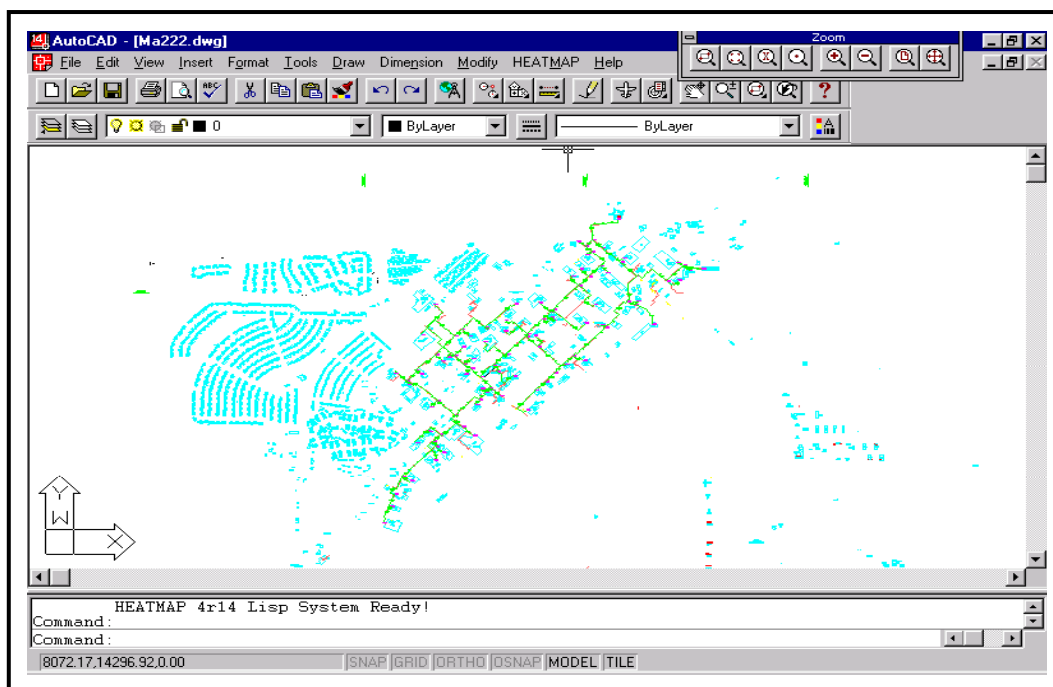 AutoCAD - [Ma222.dwg]
Zoom
File Edit View Insert Format Tools Draw Dimension Modify HEATMAP Help
ABC
?
0
ByLayer
ByLayer
A
Y
W
X
HEATMAP 4r14 Lisp System Ready!
Command:
Command:
8072.17,14296.92,0.00 SNAP GRID ORTHO OSNAP MODEL TILE